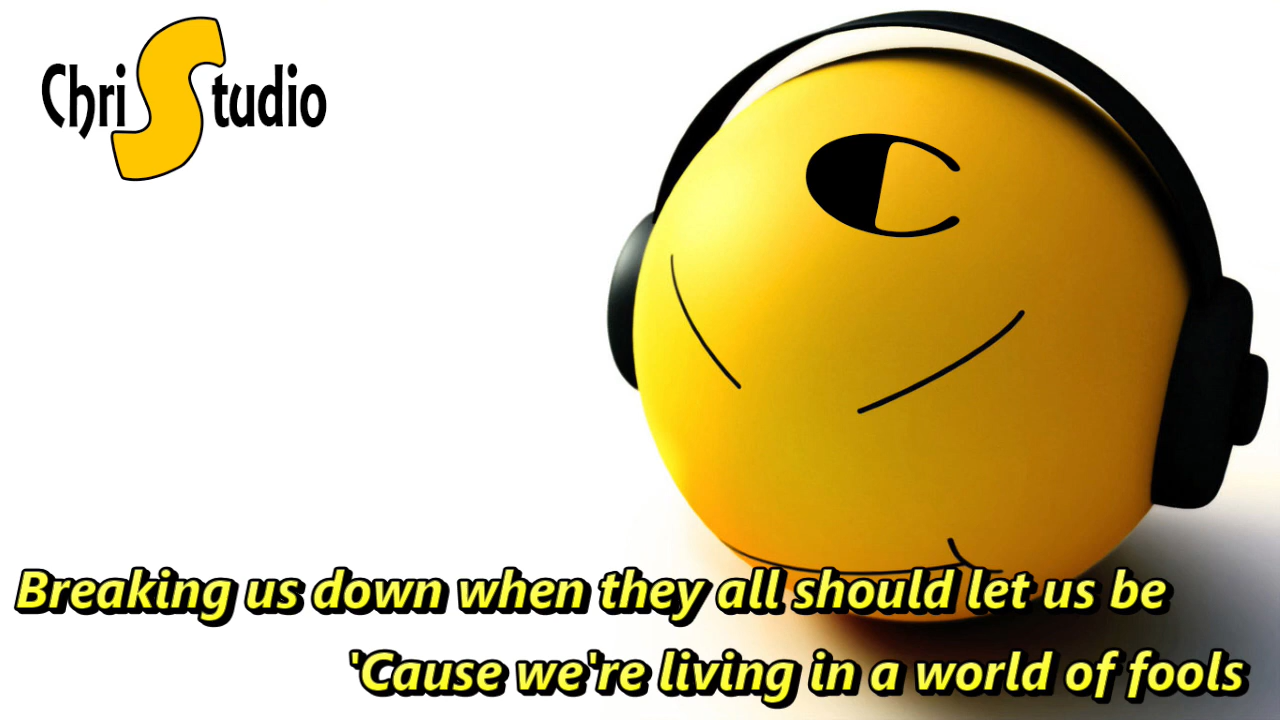 ChriStudio
Breaking us down when they all should let us be
'Cause we're living in a world of fools